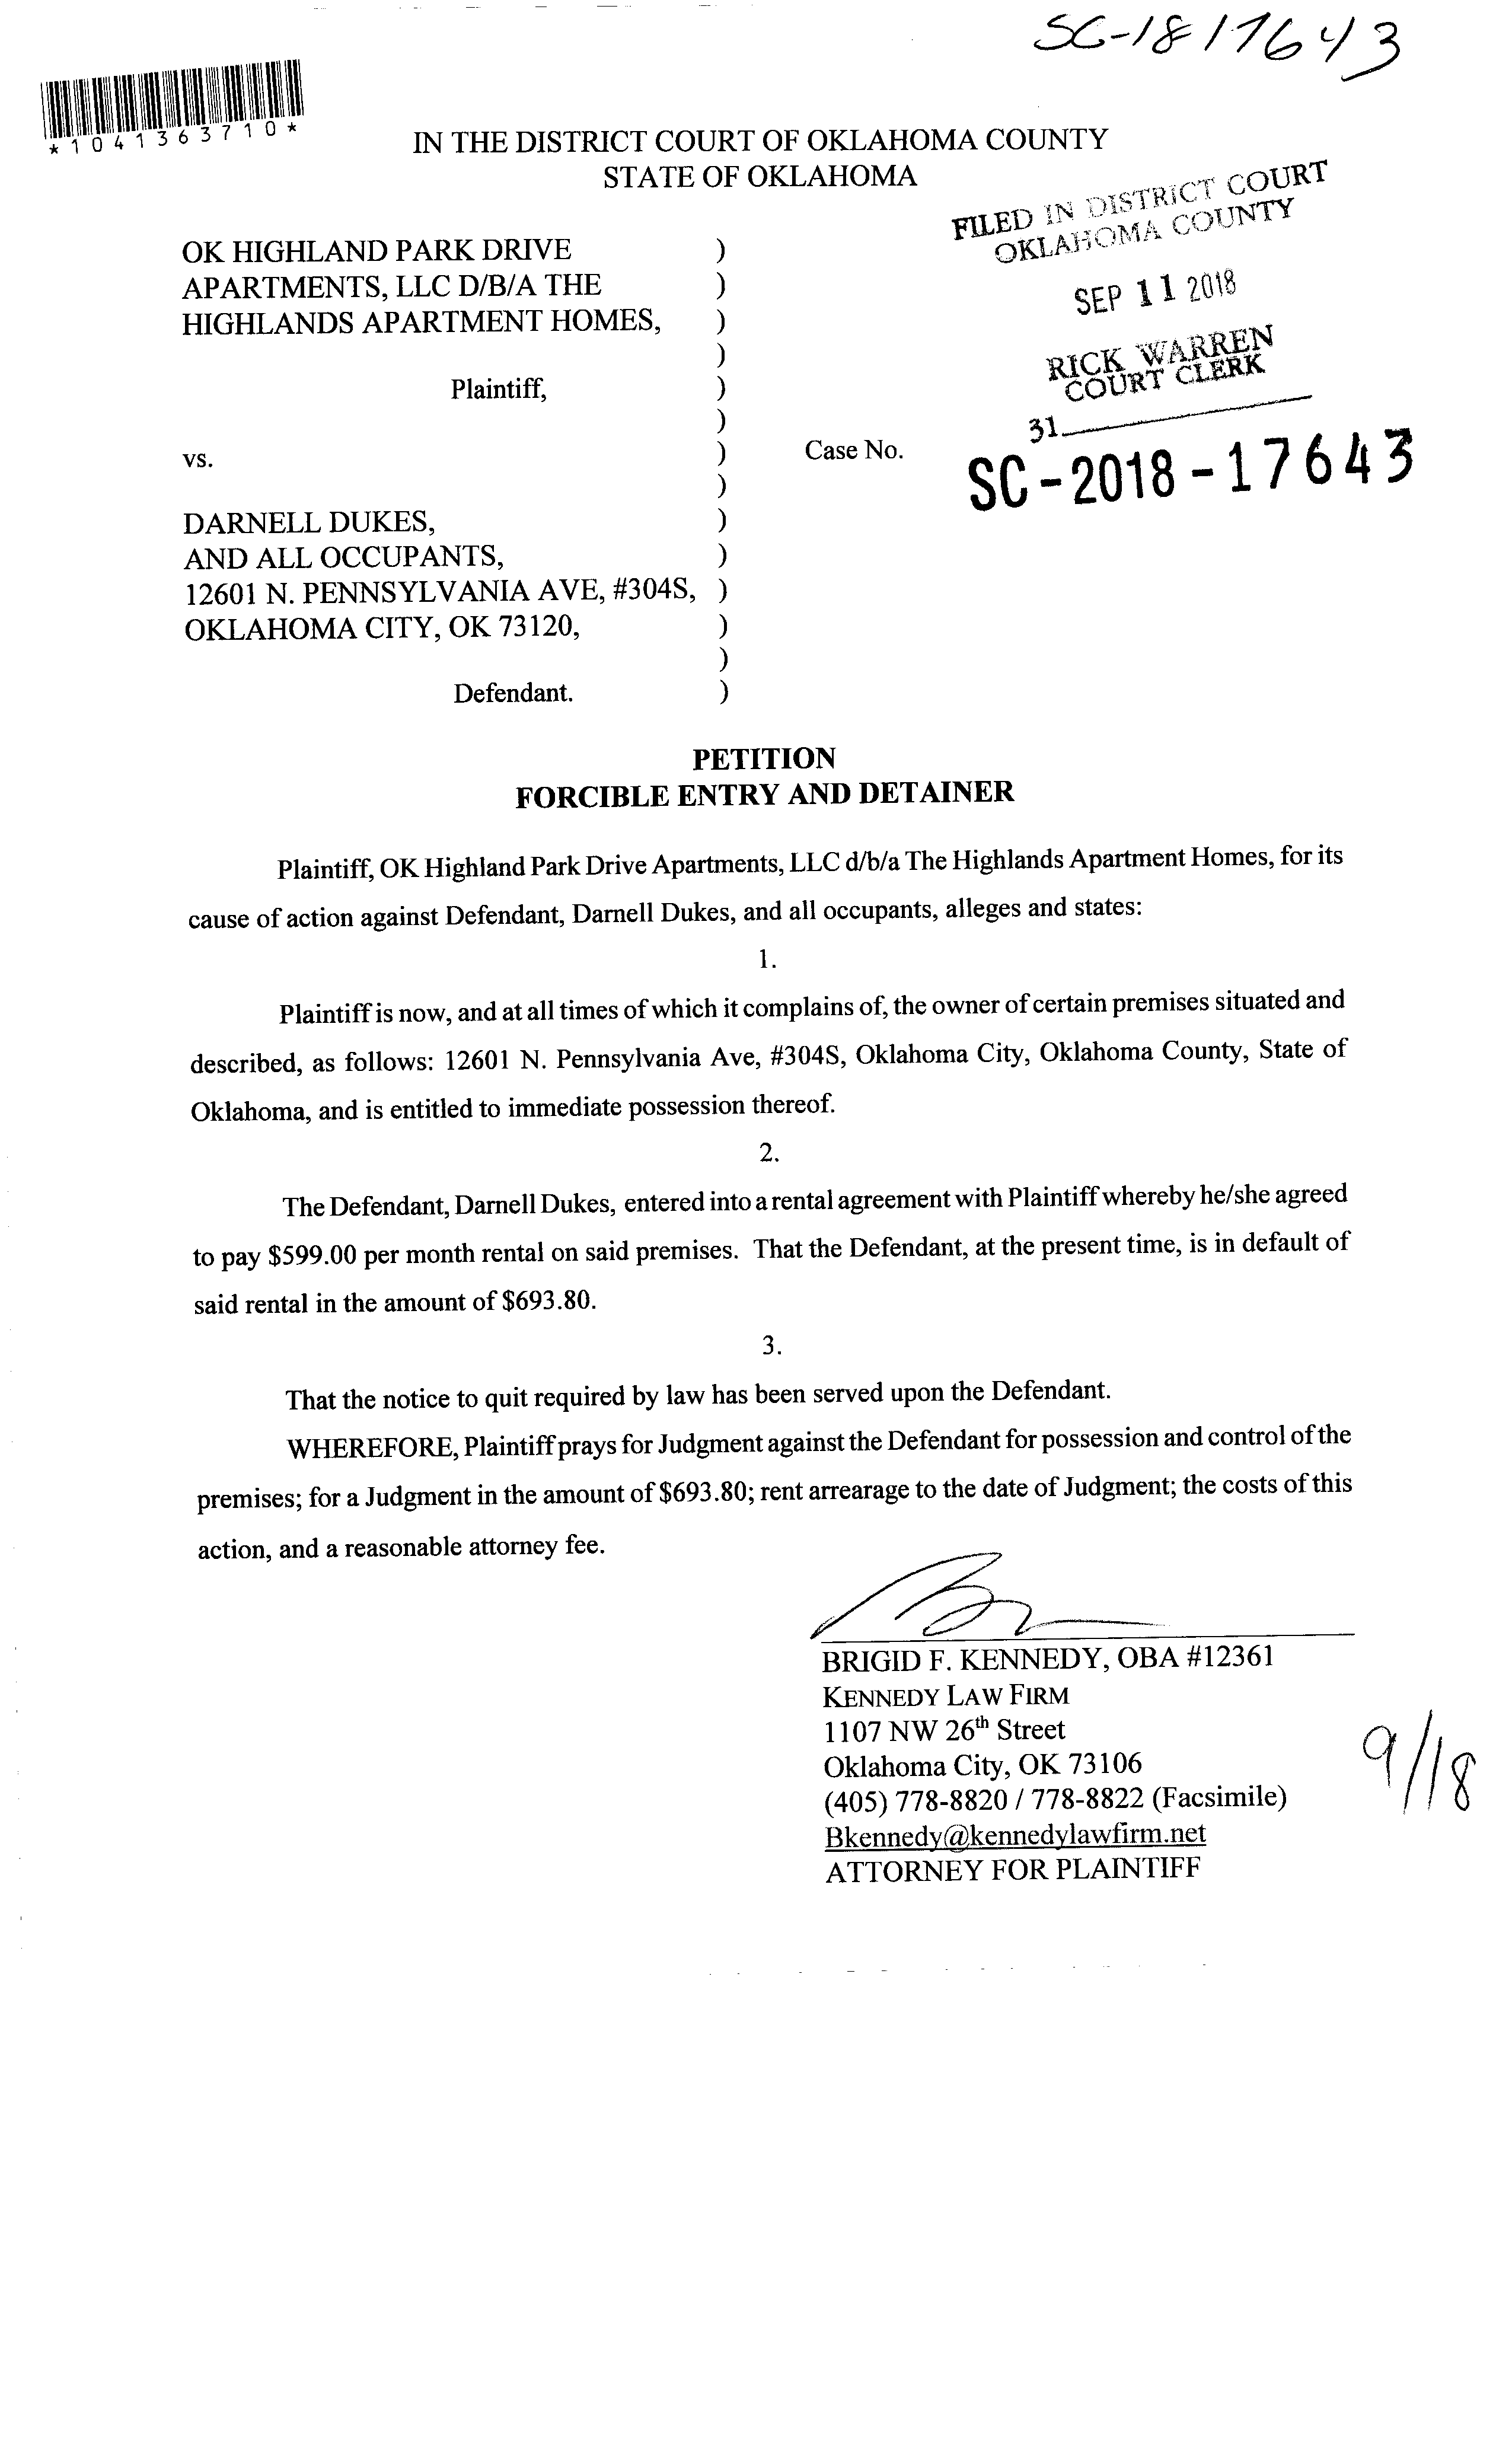 SC-1817643
*1041363710*
IN THE DISTRICT COURT OF OKLAHOMA COUNTY
STATE OF OKLAHOMA
FILED IN DISTRICT COURT
OKLAHOMA COUNTY
SEP 11 2018
RICK WARREN
COURT CLERK
31
OK HIGHLAND PARK DRIVE )
APARTMENTS, LLC D/B/A THE )
HIGHLANDS APARTMENT HOMES, )
)
Plaintiff, )
)
vs. ) Case No. SC-2018-17643
)
DARNELL DUKES, )
AND ALL OCCUPANTS, )
12601 N. PENNSYLVANIA AVE, #304S, )
OKLAHOMA CITY, OK 73120, )
)
Defendant. )
PETITION
FORCIBLE ENTRY AND DETAINER
Plaintiff, OK Highland Park Drive Apartments, LLC d/b/a The Highlands Apartment Homes, for its
cause of action against Defendant, Darnell Dukes, and all occupants, alleges and states:
1.
Plaintiff is now, and at all times of which it complains of, the owner of certain premises situated and
described, as follows: 12601 N. Pennsylvania Ave, #304S, Oklahoma City, Oklahoma County, State of
Oklahoma, and is entitled to immediate possession thereof.
2.
The Defendant, Darnell Dukes, entered into a rental agreement with Plaintiff whereby he/she agreed
to pay $599.00 per month rental on said premises. That the Defendant, at the present time, is in default of
said rental in the amount of $693.80.
3.
That the notice to quit required by law has been served upon the Defendant.
WHEREFORE, Plaintiff prays for Judgment against the Defendant for possession and control of the
premises; for a Judgment in the amount of $693.80; rent arrearage to the date of Judgment; the costs of this
action, and a reasonable attorney fee.
BRIGID F. KENNEDY, OBA #12361
KENNEDY LAW FIRM
1107 NW 26th Street
Oklahoma City, OK 73106
(405) 778-8820 / 778-8822 (Facsimile)
Bkennedy@kennedylawfirm.net
ATTORNEY FOR PLAINTIFF
9/18